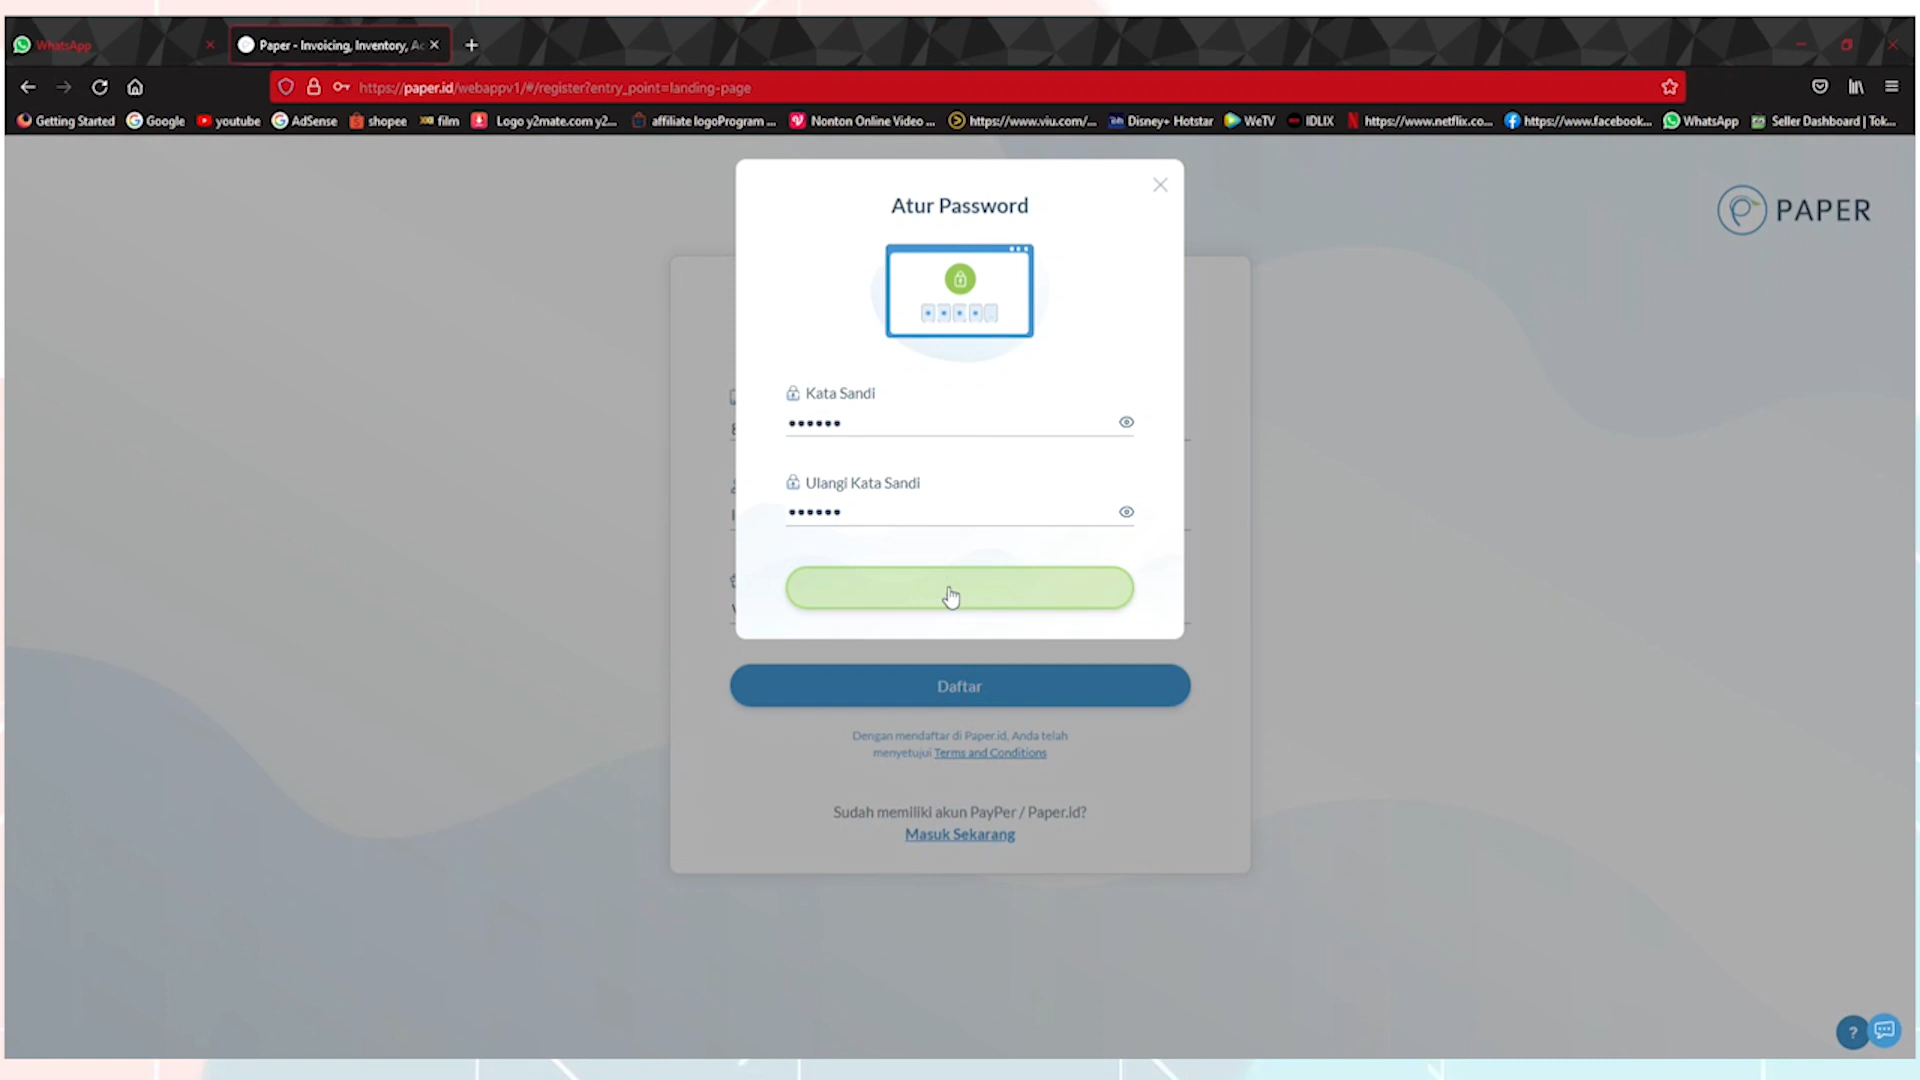 WhatsApp
Paper - Invoicing, Inventory, Ac
https://paper.id/webappv1/#/register?entry_point=landing-page
Getting Started
Google
youtube
AdSense
shopee
film
Logo y2mate.com y2...
affiliate logoProgram ...
Nonton Online Video ...
https://www.viu.com/...
Disney+ Hotstar
WeTV
IDLIX
https://www.netflix.co...
https://www.facebook...
WhatsApp
Seller Dashboard | Tok...
PAPER
Atur Password
Kata Sandi
Ulangi Kata Sandi
Daftar
Dengan mendaftar di Paper.id, Anda telah
menyetujui Terms and Conditions
Sudah memiliki akun PayPer / Paper.id?
Masuk Sekarang
?